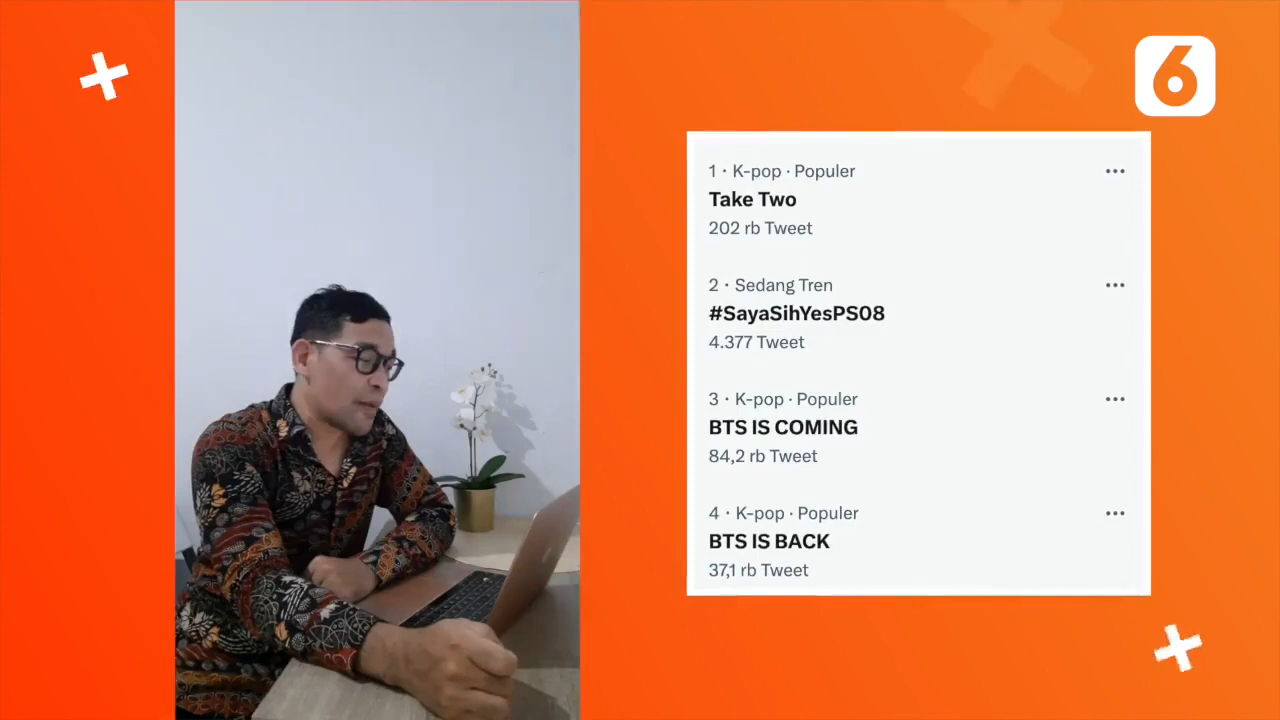 6
1 · K-pop · Populer
Take Two
202 rb Tweet
2 · Sedang Tren
#SayaSihYesPS08
4.377 Tweet
3 · K-pop · Populer
BTS IS COMING
84,2 rb Tweet
4 · K-pop · Populer
BTS IS BACK
37,1 rb Tweet